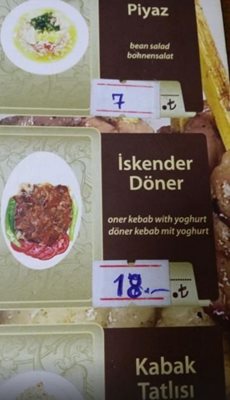 Piyaz
bean salad
bohnensalat
7 .t
İskender
Döner
oner kebab with yoghurt
döner kebab mit yoghurt
18.- .t
Kabak
Tatlısı